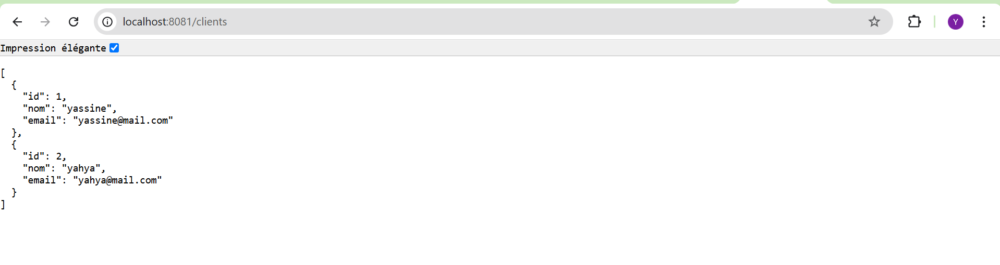 localhost:8081/clients
Y
Impression élégante
[
  {
    "id": 1,
    "nom": "yassine",
    "email": "yassine@mail.com"
  },
  {
    "id": 2,
    "nom": "yahya",
    "email": "yahya@mail.com"
  }
]